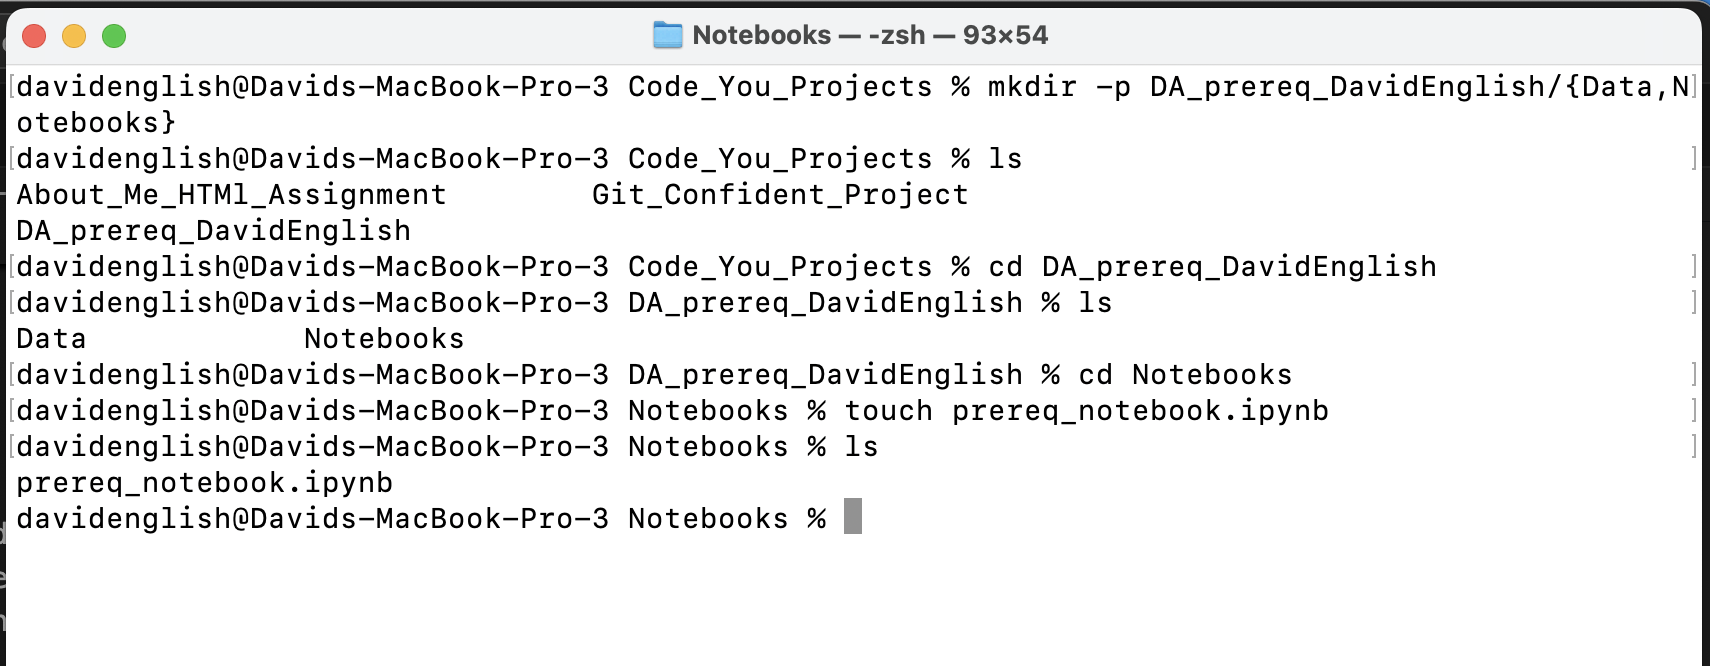 Notebooks — -zsh — 93×54
davidenglish@Davids-MacBook-Pro-3 Code_You_Projects % mkdir -p DA_prereq_DavidEnglish/{Data,N
otebooks}
davidenglish@Davids-MacBook-Pro-3 Code_You_Projects % ls
About_Me_HTMl_Assignment        Git_Confident_Project
DA_prereq_DavidEnglish
davidenglish@Davids-MacBook-Pro-3 Code_You_Projects % cd DA_prereq_DavidEnglish
davidenglish@Davids-MacBook-Pro-3 DA_prereq_DavidEnglish % ls
Data            Notebooks
davidenglish@Davids-MacBook-Pro-3 DA_prereq_DavidEnglish % cd Notebooks
davidenglish@Davids-MacBook-Pro-3 Notebooks % touch prereq_notebook.ipynb
davidenglish@Davids-MacBook-Pro-3 Notebooks % ls
prereq_notebook.ipynb
davidenglish@Davids-MacBook-Pro-3 Notebooks %